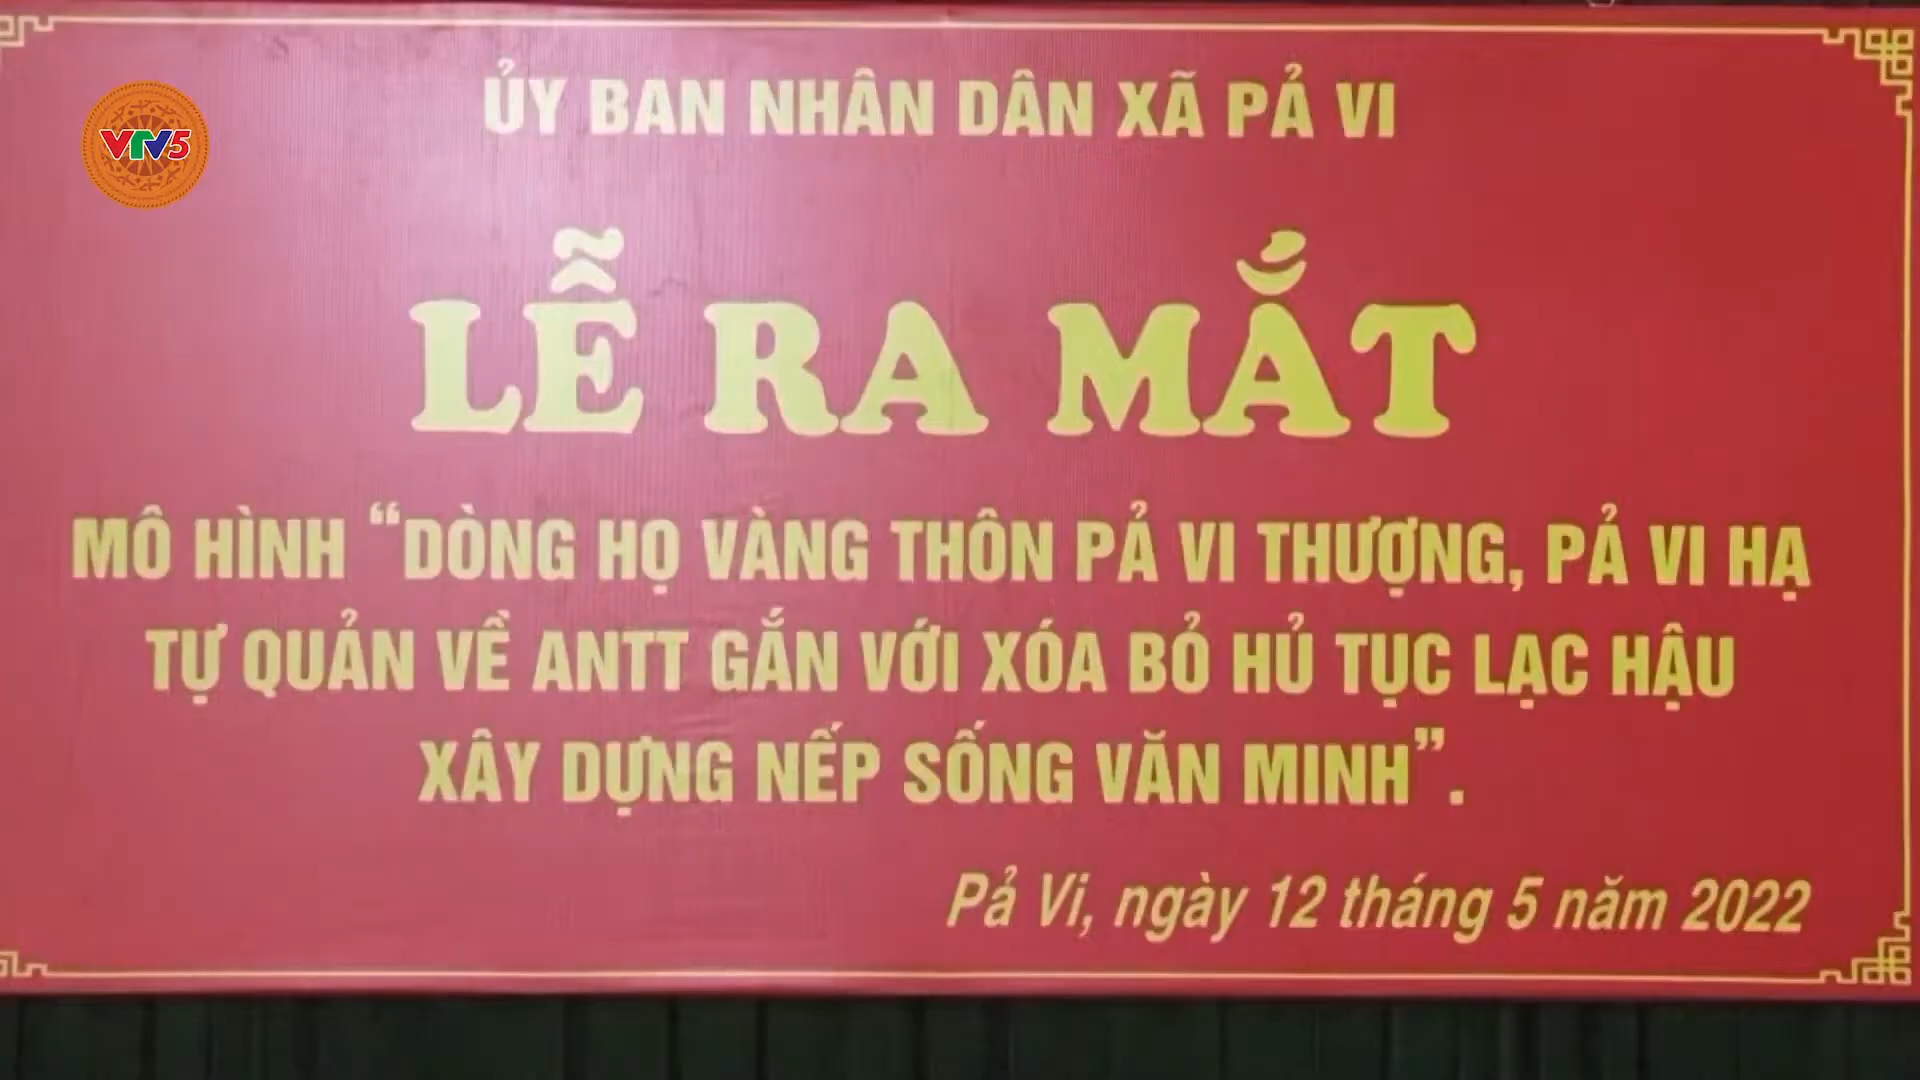 VTV5
ỦY BAN NHÂN DÂN XÃ PẢ VI
LỄ RA MẮT
MÔ HÌNH “DÒNG HỌ VÀNG THÔN PẢ VI THƯỢNG, PẢ VI HẠ
TỰ QUẢN VỀ ANTT GẮN VỚI XÓA BỎ HỦ TỤC LẠC HẬU
XÂY DỰNG NẾP SỐNG VĂN MINH”.
Pả Vi, ngày 12 tháng 5 năm 2022